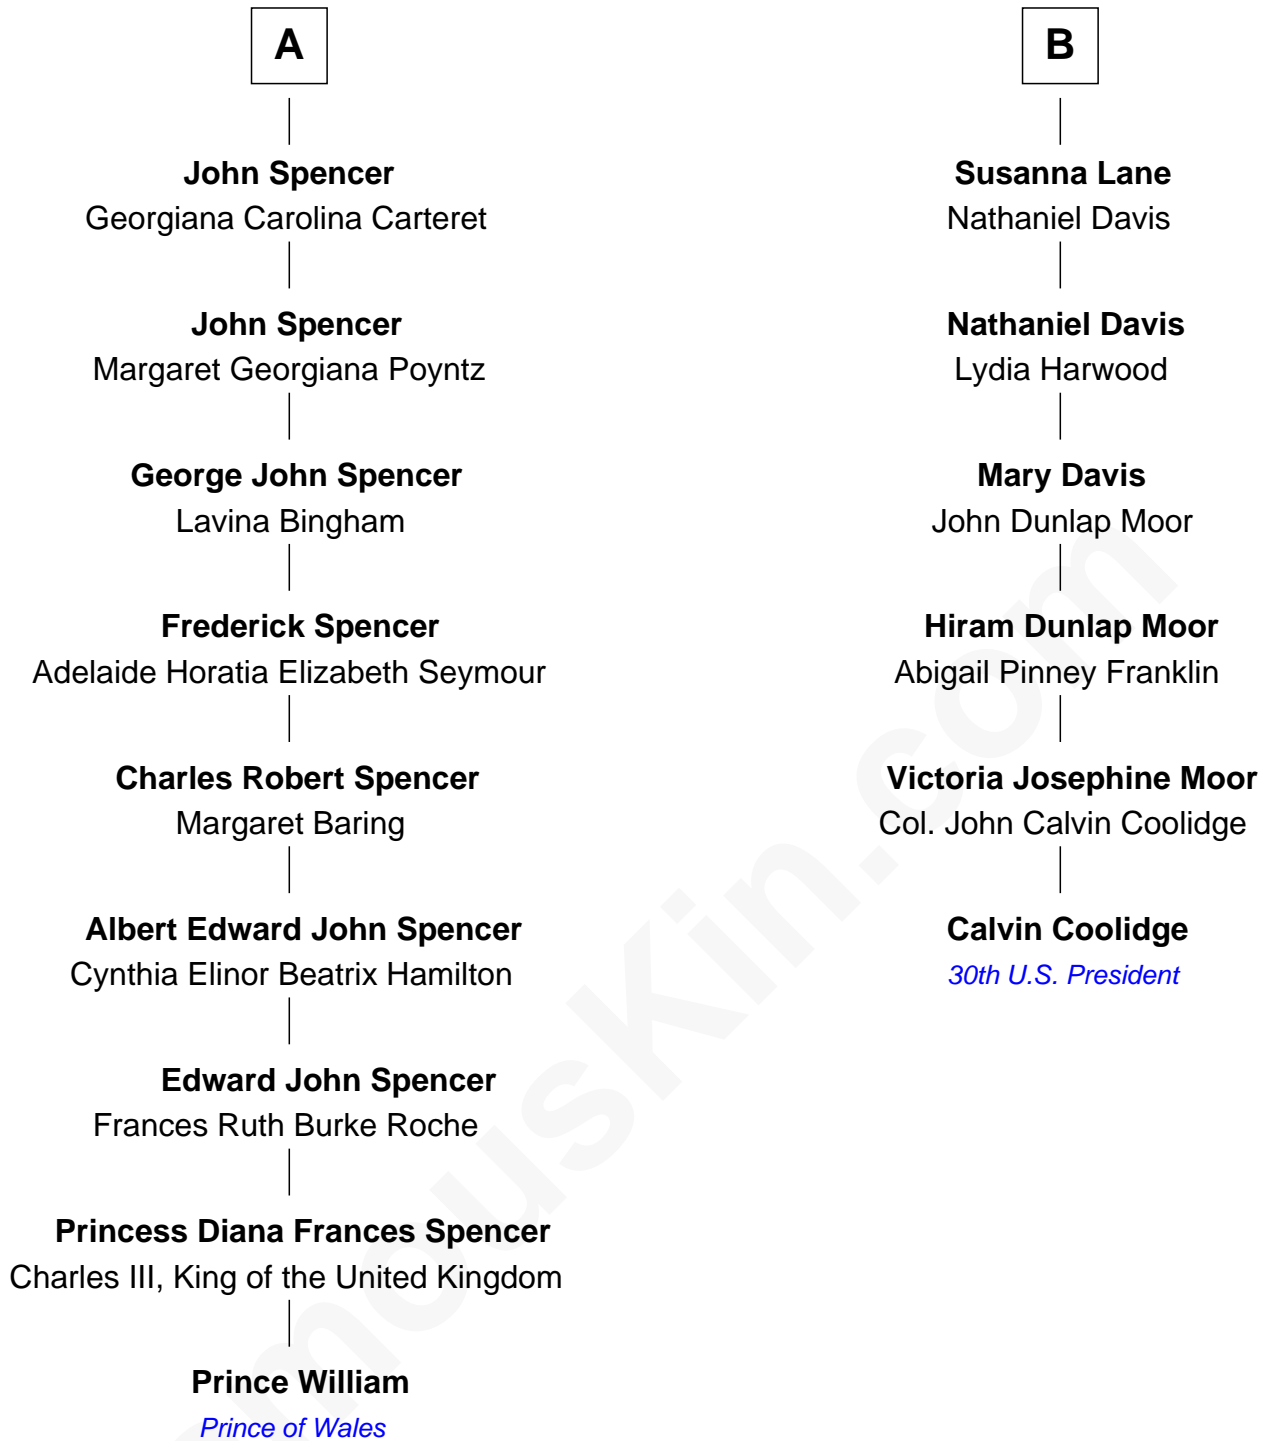 A
John Spencer
Georgiana Carolina Carteret
John Spencer
Margaret Georgiana Poyntz
George John Spencer
Lavina Bingham
Frederick Spencer
Adelaide Horatia Elizabeth Seymour
Charles Robert Spencer
Margaret Baring
Albert Edward John Spencer
Cynthia Elinor Beatrix Hamilton
Edward John Spencer
Frances Ruth Burke Roche
Princess Diana Frances Spencer
Charles III, King of the United Kingdom
Prince William
Prince of Wales
B
Susanna Lane
Nathaniel Davis
Nathaniel Davis
Lydia Harwood
Mary Davis
John Dunlap Moor
Hiram Dunlap Moor
Abigail Pinney Franklin
Victoria Josephine Moor
Col. John Calvin Coolidge
Calvin Coolidge
30th U.S. President
mouskin.com